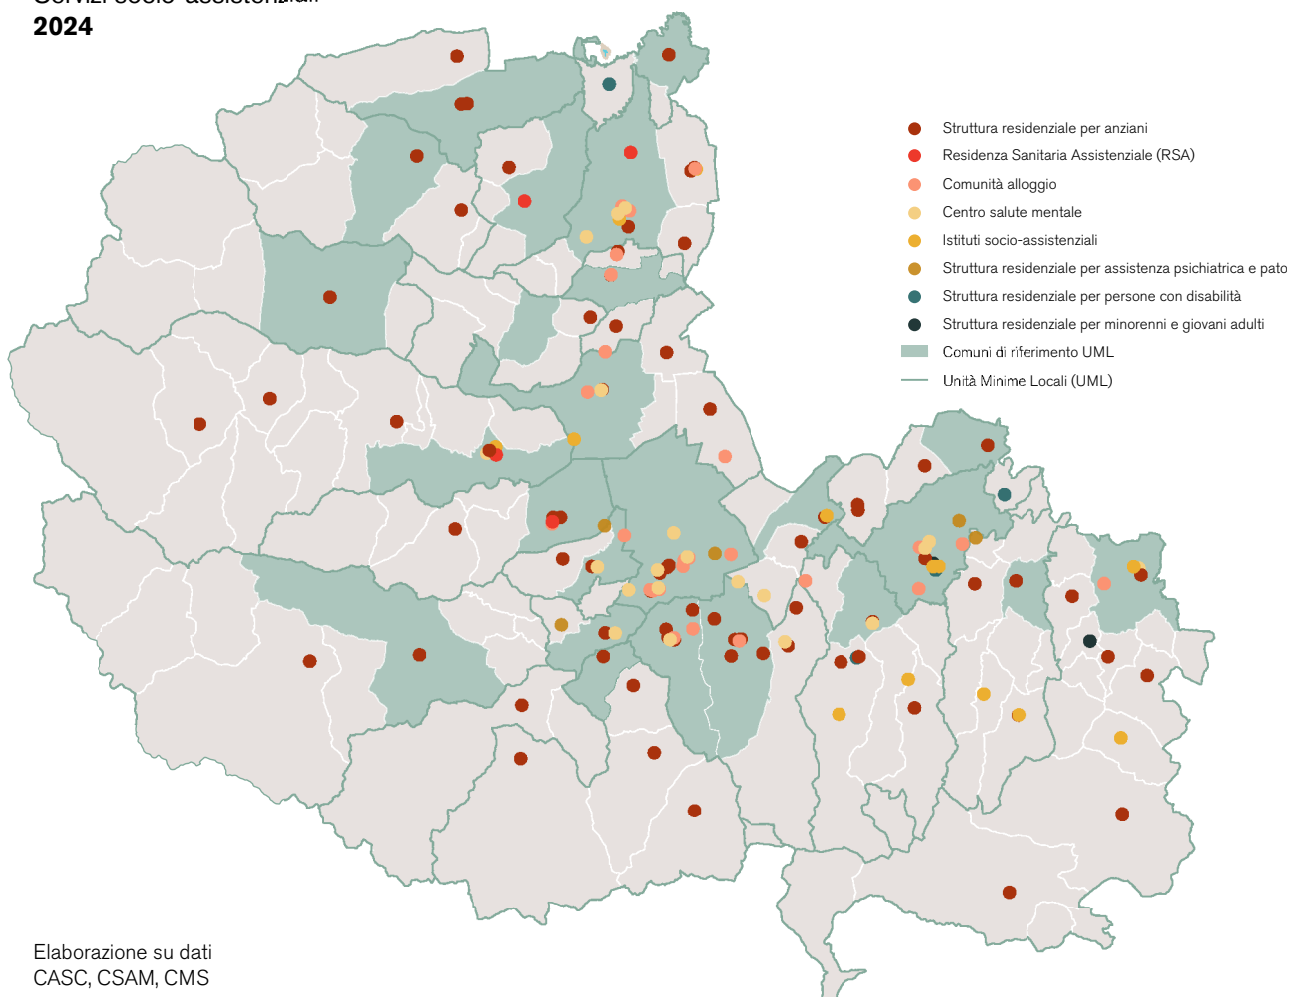 2024
Struttura residenziale per anziani
Residenza Sanitaria Assistenziale (RSA)
Comunità alloggio
Centro salute mentale
Istituti socio-assistenziali
Struttura residenziale per assistenza psichiatrica e pato
Struttura residenziale per persone con disabilità
Struttura residenziale per minorenni e giovani adulti
Comuni di riferimento UML
Unità Minime Locali (UML)
Elaborazione su dati
CASC, CSAM, CMS